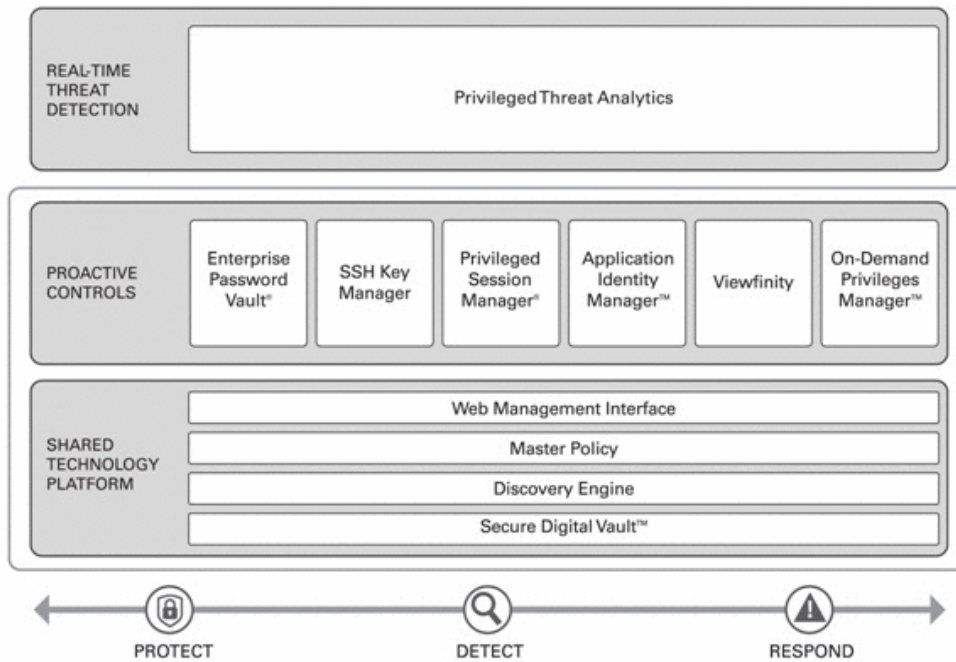 REAL-TIME
THREAT
DETECTION
Privileged Threat Analytics
PROACTIVE
CONTROLS
Enterprise
Password
Vault®
SSH Key
Manager
Privileged
Session
Manager®
Application
Identity
Manager™
Viewfinity
On-Demand
Privileges
Manager™
SHARED
TECHNOLOGY
PLATFORM
Web Management Interface
Master Policy
Discovery Engine
Secure Digital Vault™
PROTECT
DETECT
RESPOND